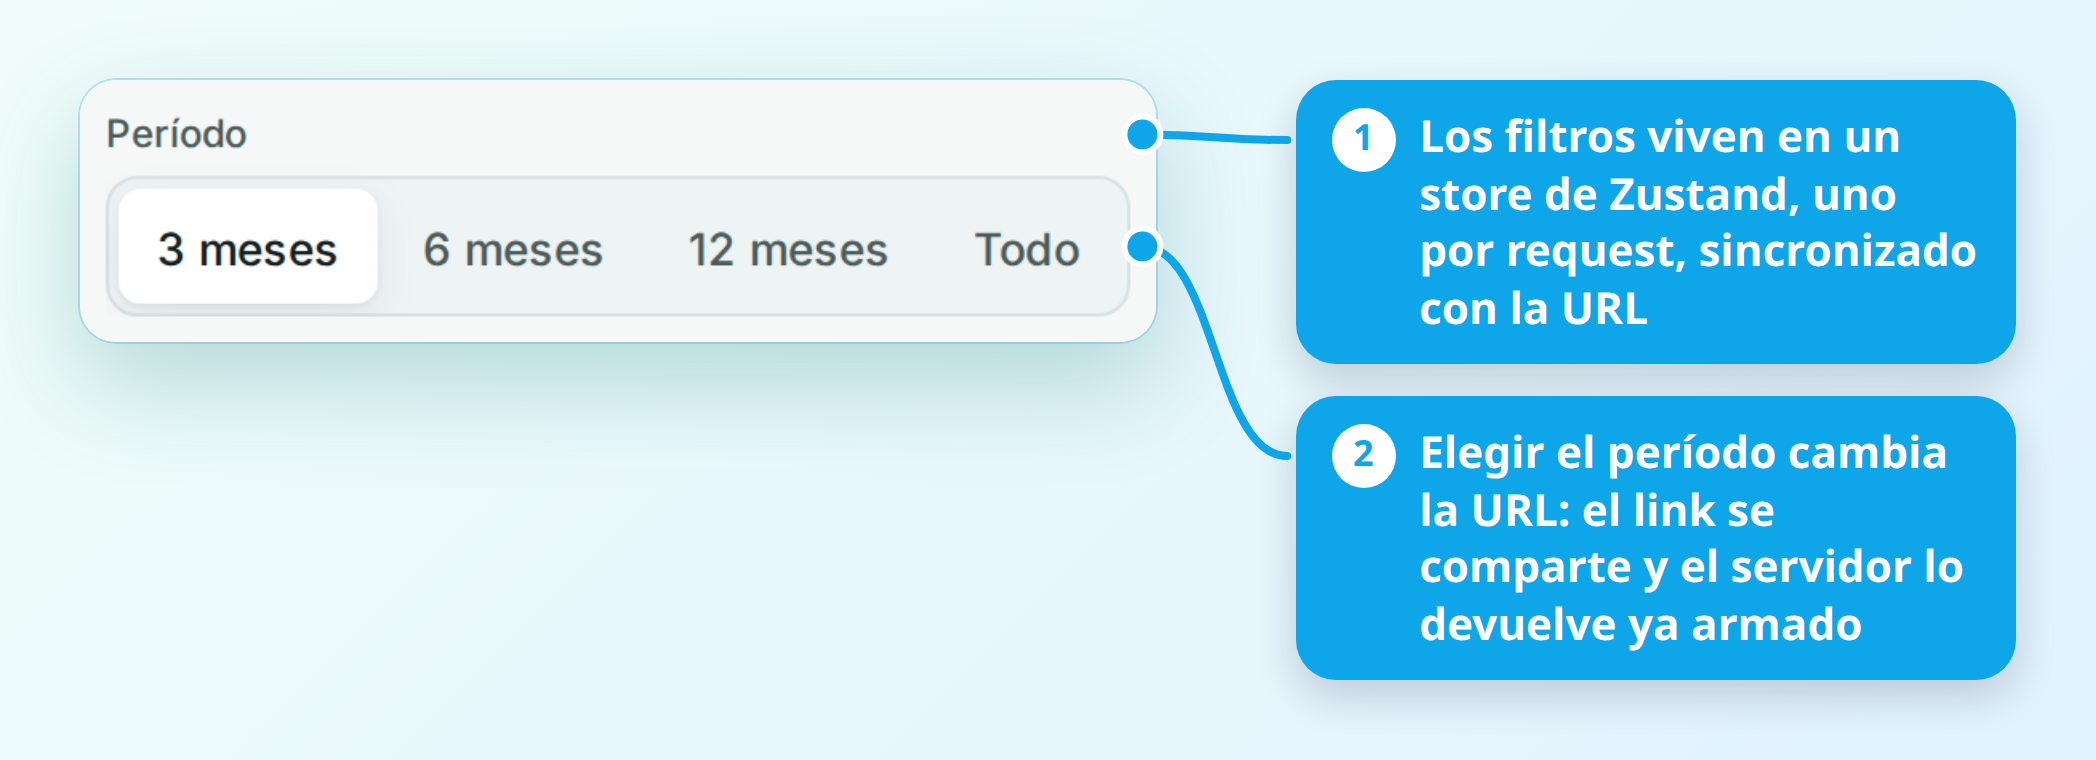 Período
3 meses 6 meses 12 meses Todo
1 Los filtros viven en un
store de Zustand, uno
por request, sincronizado
con la URL
2 Elegir el período cambia
la URL: el link se
comparte y el servidor lo
devuelve ya armado